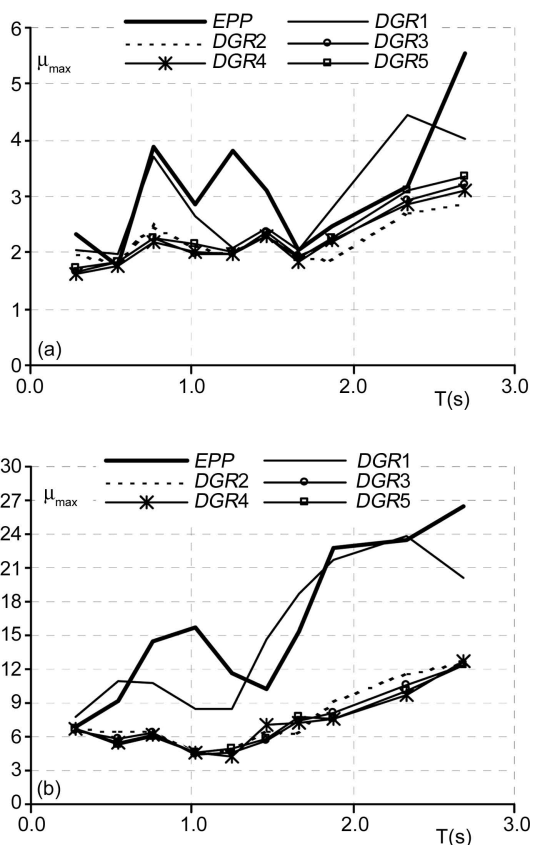 6 EPP DGR1
μmax DGR2 DGR3
5 DGR4 DGR5
4
3
2
1
(a)
0
0.0 1.0 2.0 3.0
T(s)
30 EPP DGR1
27 μmax DGR2 DGR3
24 DGR4 DGR5
21
18
15
12
9
6
3
(b)
0
0.0 1.0 2.0 3.0
T(s)